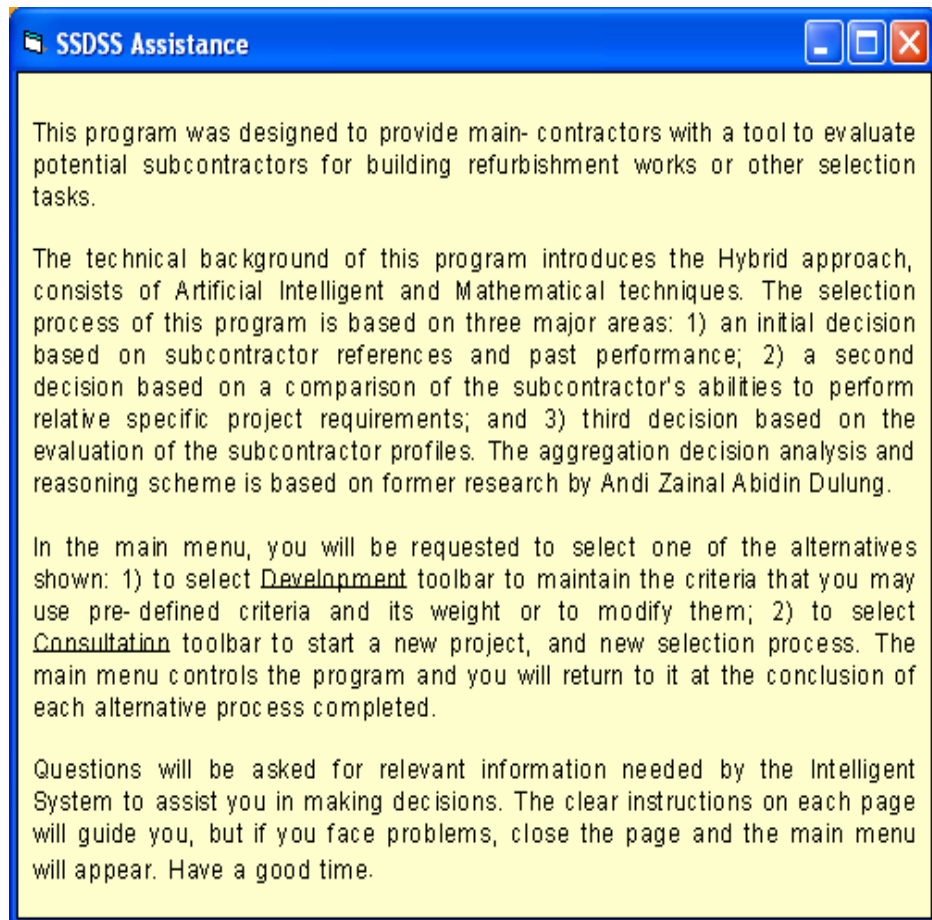 SSDSS Assistance
This program was designed to provide main- contractors with a tool to evaluate
potential subcontractors for building refurbishment works or other selection
tasks.
The technical background of this program introduces the Hybrid approach,
consists of Artificial Intelligent and Mathematical techniques. The selection
process of this program is based on three major areas: 1) an initial decision
based on subcontractor references and past performance; 2) a second
decision based on a comparison of the subcontractor's abilities to perform
relative specific project requirements; and 3) third decision based on the
evaluation of the subcontractor profiles. The aggregation decision analysis and
reasoning scheme is based on former research by Andi Zainal Abidin Dulung.
In the main menu, you will be requested to select one of the alternatives
shown: 1) to select Development toolbar to maintain the criteria that you may
use pre- defined criteria and its weight or to modify them; 2) to select
Consultation toolbar to start a new project, and new selection process. The
main menu controls the program and you will return to it at the conclusion of
each alternative process completed.
Questions will be asked for relevant information needed by the Intelligent
System to assist you in making decisions. The clear instructions on each page
will guide you, but if you face problems, close the page and the main menu
will appear. Have a good time.